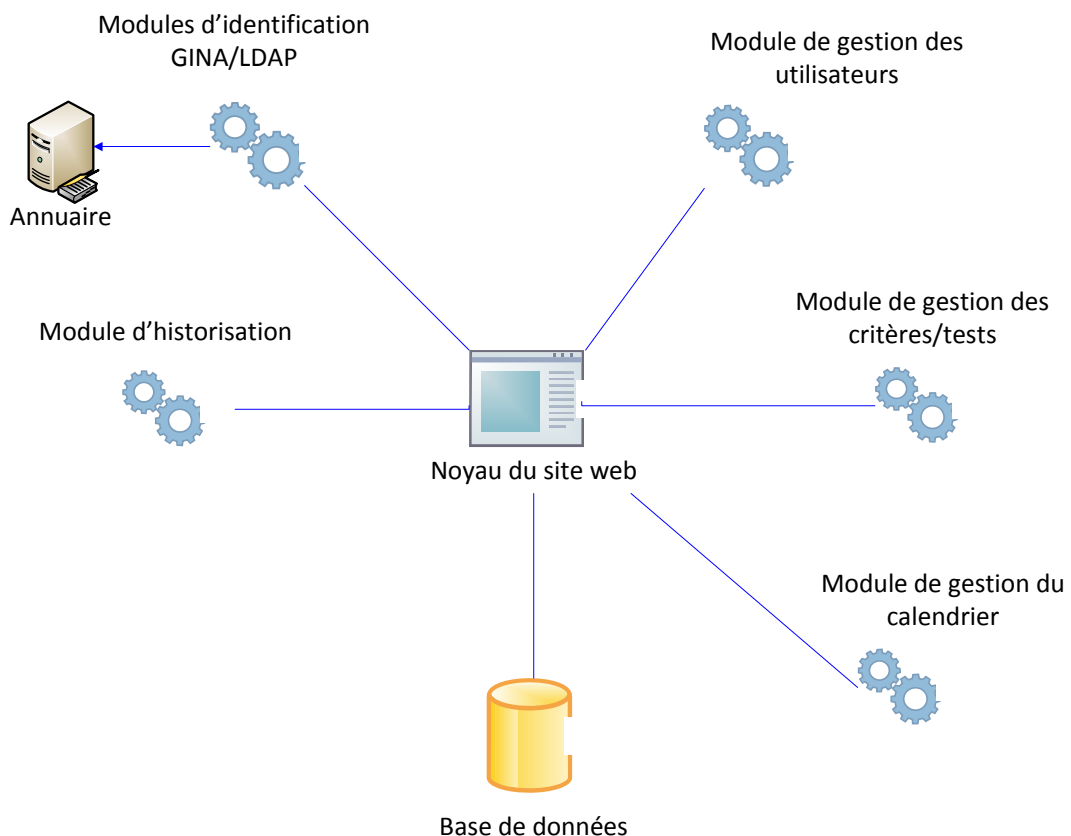 Modules d’identification
GINA/LDAP
Module de gestion des
utilisateurs
Annuaire
Module d’historisation
Module de gestion des
critères/tests
Noyau du site web
Module de gestion du
calendrier
Base de données